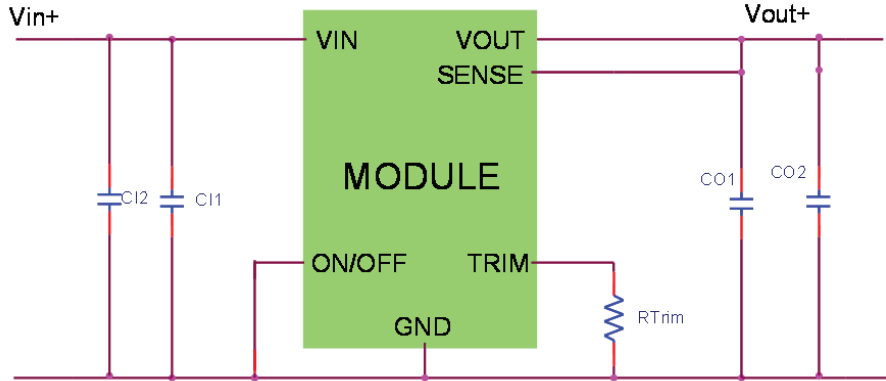 Vin+
Vout+
VIN
VOUT
SENSE
MODULE
CI2
CI1
CO1
CO2
ON/OFF
TRIM
RTrim
GND